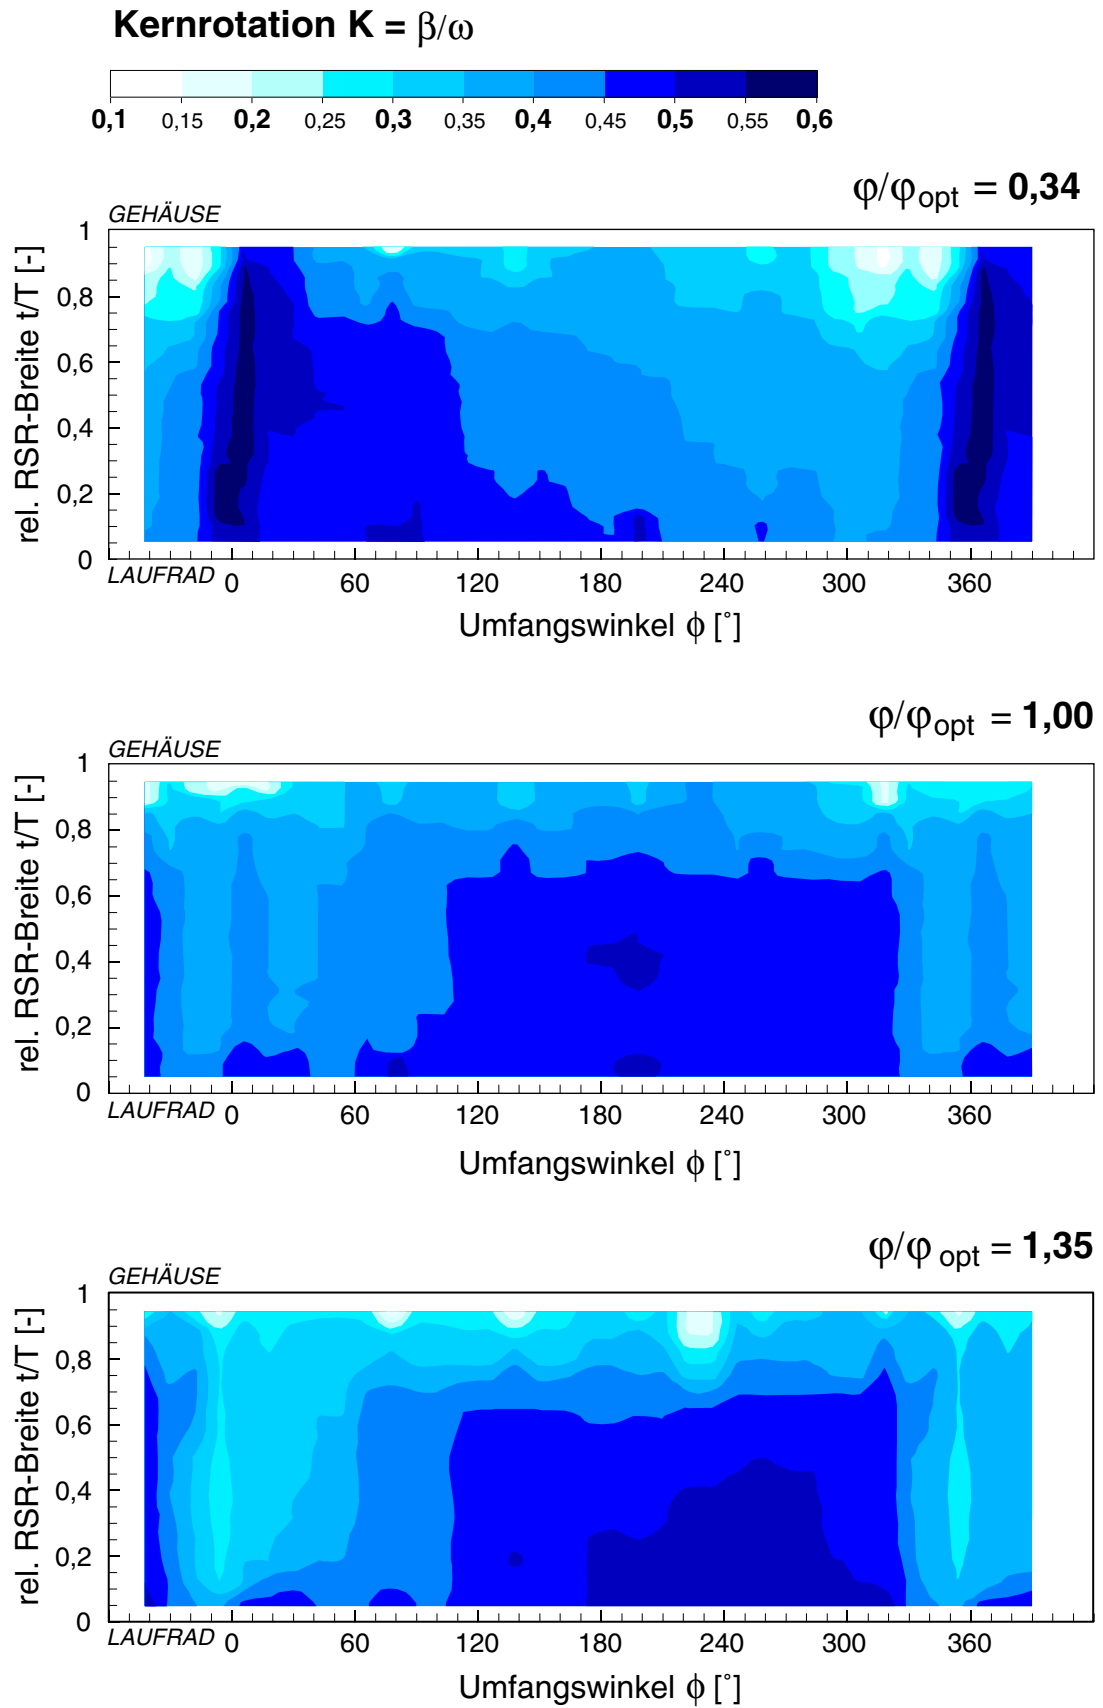 Kernrotation K = β/ω
0,1 0,15 0,2 0,25 0,3 0,35 0,4 0,45 0,5 0,55 0,6
φ/φopt = 0,34
GEHÄUSE
rel. RSR-Breite t/T [-]
1
0,8
0,6
0,4
0,2
0
LAUFRAD 0 60 120 180 240 300 360
Umfangswinkel ϕ [°]
φ/φopt = 1,00
GEHÄUSE
rel. RSR-Breite t/T [-]
1
0,8
0,6
0,4
0,2
0
LAUFRAD 0 60 120 180 240 300 360
Umfangswinkel ϕ [°]
φ/φ opt = 1,35
GEHÄUSE
rel. RSR-Breite t/T [-]
1
0,8
0,6
0,4
0,2
0
LAUFRAD 0 60 120 180 240 300 360
Umfangswinkel ϕ [°]